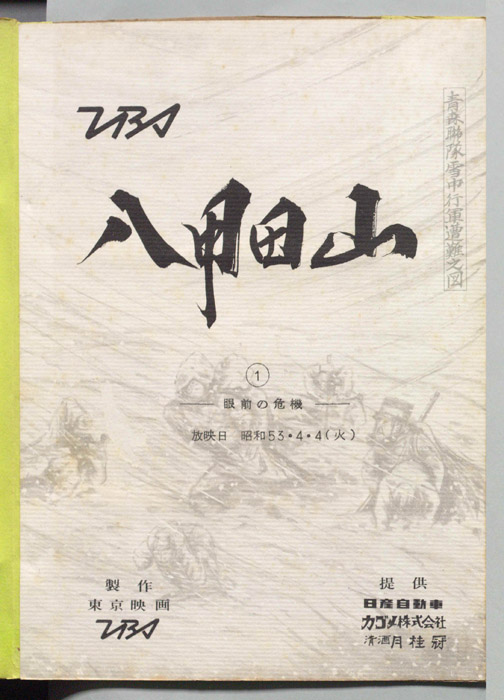 TBS
青森聯隊雪中行軍遭難之図
八甲田山
①
眼前の危機
放映日 昭和53・4・4(火)
製作
東京映画
TBS
提供
日産自動車
カゴメ株式会社
清酒月桂冠